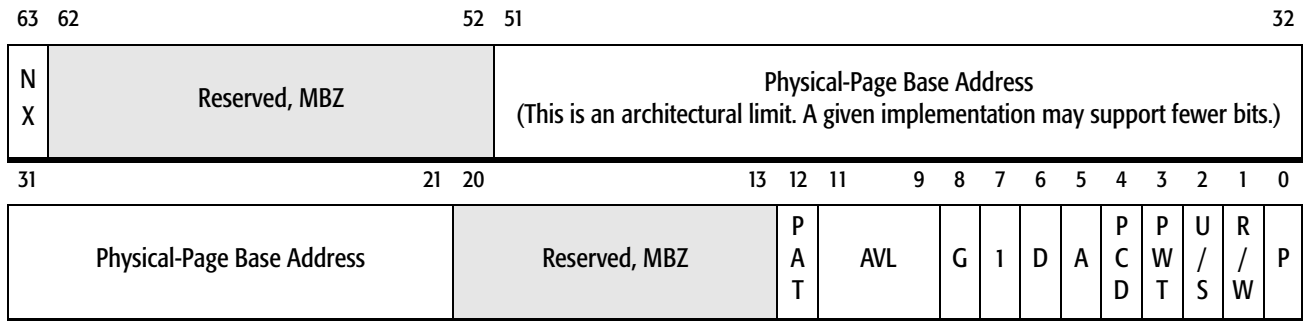 63 62 52 51 32
N
X
Reserved, MBZ
Physical-Page Base Address
(This is an architectural limit. A given implementation may support fewer bits.)
31 21 20 13 12 11 9 8 7 6 5 4 3 2 1 0
Physical-Page Base Address
Reserved, MBZ
P
A
T
AVL
G
1
D
A
P
C
D
P
W
T
U
/
S
R
/
W
P